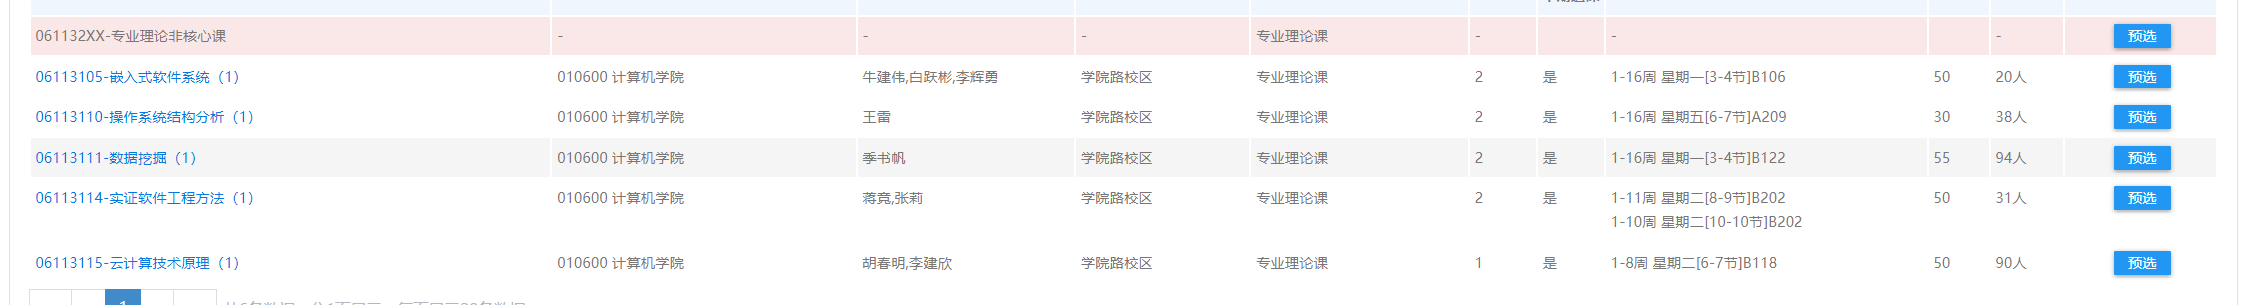 061132XX-专业理论非核心课 - - - 专业理论课 - - - 预选
06113105-嵌入式软件系统（1） 010600 计算机学院 牛建伟,白跃彬,李辉勇 学院路校区 专业理论课 2 是 1-16周 星期一[3-4节]B106 50 20人 预选
06113110-操作系统结构分析（1） 010600 计算机学院 王雷 学院路校区 专业理论课 2 是 1-16周 星期五[6-7节]A209 30 38人 预选
06113111-数据挖掘（1） 010600 计算机学院 季书帆 学院路校区 专业理论课 2 是 1-16周 星期一[3-4节]B122 55 94人 预选
06113114-实证软件工程方法（1） 010600 计算机学院 蒋竞,张莉 学院路校区 专业理论课 2 是 1-11周 星期二[8-9节]B202 50 31人 预选
1-10周 星期二[10-10节]B202
06113115-云计算技术原理（1） 010600 计算机学院 胡春明,李建欣 学院路校区 专业理论课 1 是 1-8周 星期二[6-7节]B118 50 90人 预选
1